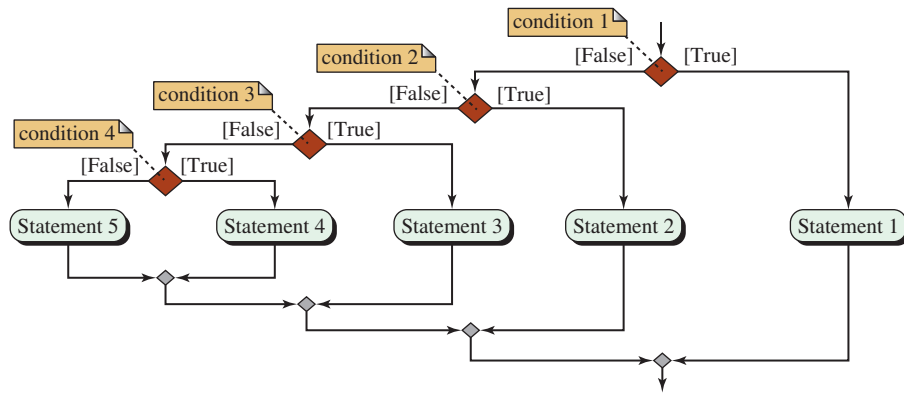 condition 1
[False] [True]
condition 2
[False] [True]
condition 3
[False] [True]
condition 4
[False] [True]
Statement 5 Statement 4 Statement 3 Statement 2 Statement 1